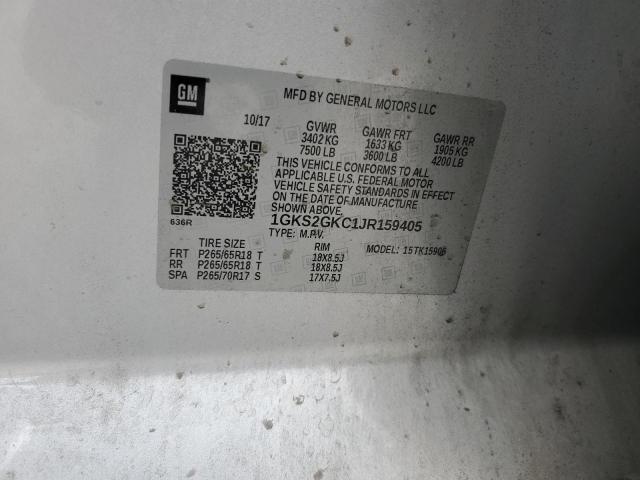 GM
MFD BY GENERAL MOTORS LLC
10/17 GVWR GAWR FRT GAWR RR
3402 KG 1633 KG 1905 KG
7500 LB 3600 LB 4200 LB
THIS VEHICLE CONFORMS TO ALL
APPLICABLE U.S. FEDERAL MOTOR
VEHICLE SAFETY STANDARDS IN EFFECT
ON THE DATE OF MANUFACTURE
SHOWN ABOVE.
636R
1GKS2GKC1JR159405
TYPE: M.P.V. MODEL: 15TK15906
TIRE SIZE RIM
FRT P265/65R18 T 18X8.5J
RR P265/65R18 T 18X8.5J
SPA P265/70R17 S 17X7.5J